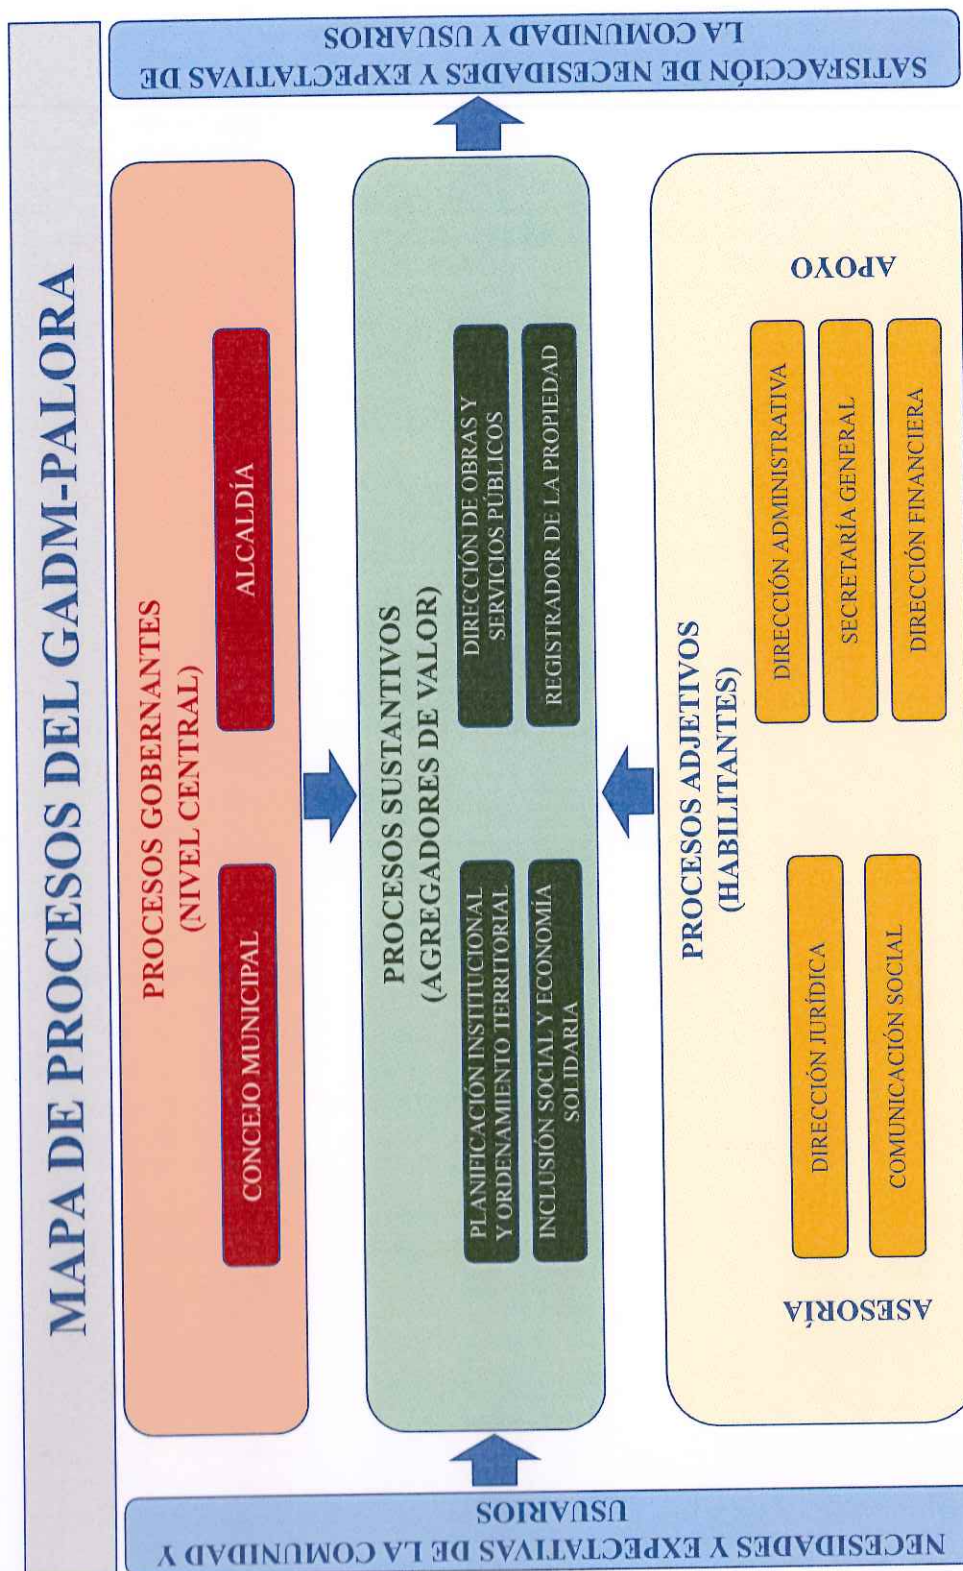 MAPA DE PROCESOS DEL GADM-PALORA
NECESIDADES Y EXPECTATIVAS DE LA COMUNIDAD Y
USUARIOS
PROCESOS GOBERNANTES
(NIVEL CENTRAL)
CONCEJO MUNICIPAL
ALCALDÍA
PROCESOS SUSTANTIVOS
(AGREGADORES DE VALOR)
PLANIFICACIÓN INSTITUCIONAL
Y ORDENAMIENTO TERRITORIAL
INCLUSIÓN SOCIAL Y ECONOMÍA
SOLIDARIA
DIRECCIÓN DE OBRAS Y
SERVICIOS PÚBLICOS
REGISTRADOR DE LA PROPIEDAD
PROCESOS ADJETIVOS
(HABILITANTES)
ASESORÍA
DIRECCIÓN JURÍDICA
COMUNICACIÓN SOCIAL
DIRECCIÓN ADMINISTRATIVA
SECRETARÍA GENERAL
DIRECCIÓN FINANCIERA
APOYO
SATISFACCIÓN DE NECESIDADES Y EXPECTATIVAS DE
LA COMUNIDAD Y USUARIOS